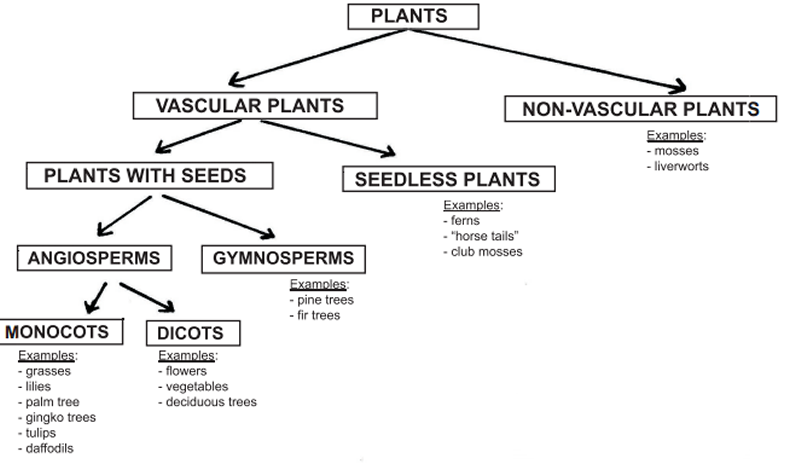 PLANTS
VASCULAR PLANTS
NON-VASCULAR PLANTS
Examples:
- mosses
- liverworts
PLANTS WITH SEEDS
SEEDLESS PLANTS
Examples:
- ferns
- “horse tails”
- club mosses
ANGIOSPERMS
GYMNOSPERMS
Examples:
- pine trees
- fir trees
MONOCOTS
Examples:
- grasses
- lilies
- palm tree
- gingko trees
- tulips
- daffodils
DICOTS
Examples:
- flowers
- vegetables
- deciduous trees